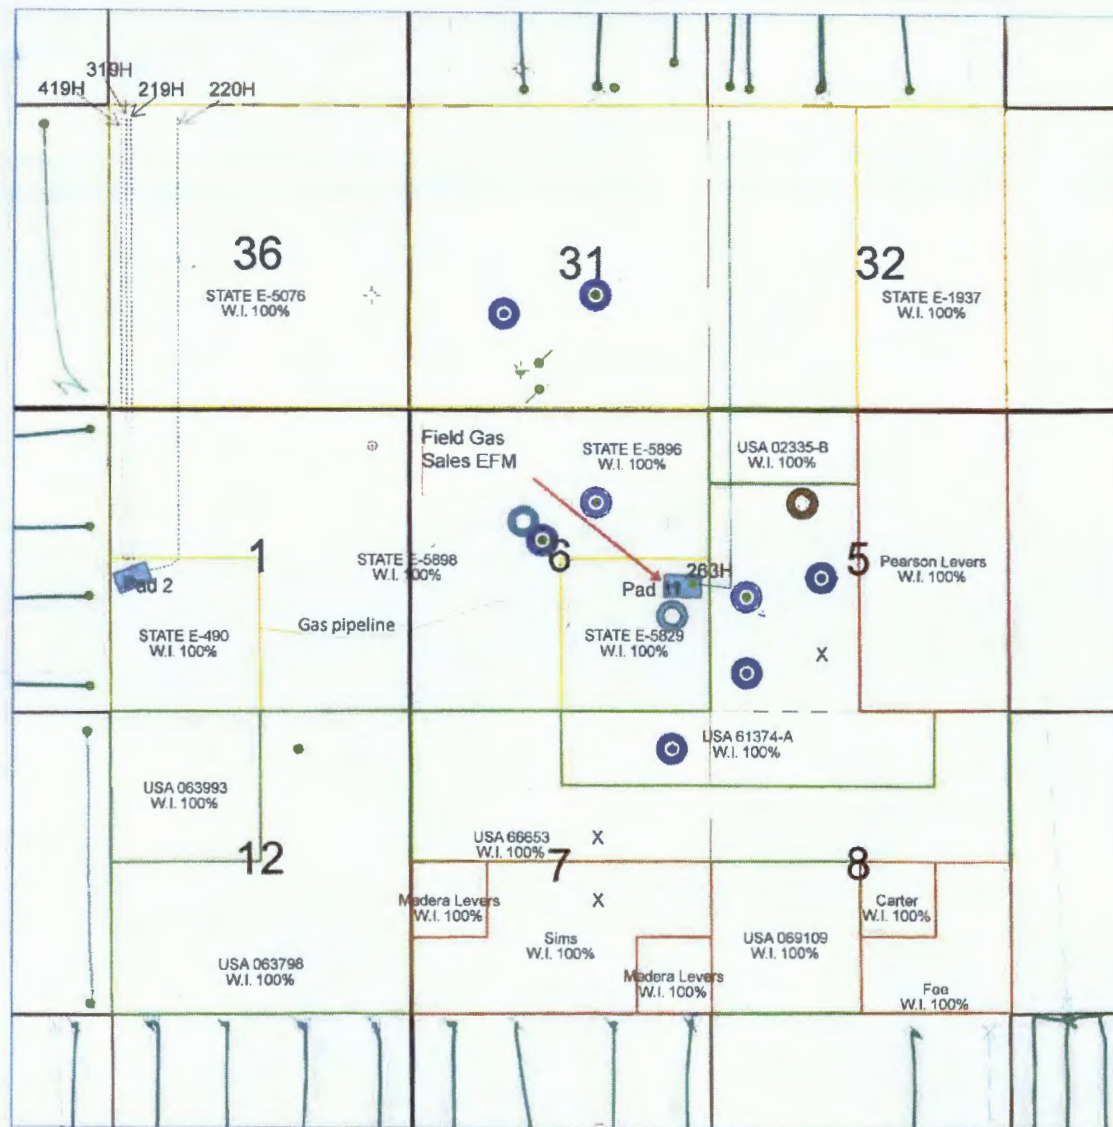 319H
419H
219H
220H
36
31
32
STATE E-5076
W.I. 100%
STATE E-1937
W.I. 100%
Field Gas
Sales EFM
STATE E-5896
W.I. 100%
USA 02335-B
W.I. 100%
1
STATE E-5898
W.I. 100%
6
5
Pearson Levers
W.I. 100%
263H
Pad 2
Pad 11
Gas pipeline
STATE E-490
W.I. 100%
STATE E-5829
W.I. 100%
X
USA 61374-A
W.I. 100%
USA 063993
W.I. 100%
USA 66653
W.I. 100%
X
12
7
8
Madera Levers
W.I. 100%
X
Carter
W.I. 100%
Sims
W.I. 100%
USA 069109
W.I. 100%
USA 063798
W.I. 100%
Madera Levers
W.I. 100%
Fee
W.I. 100%